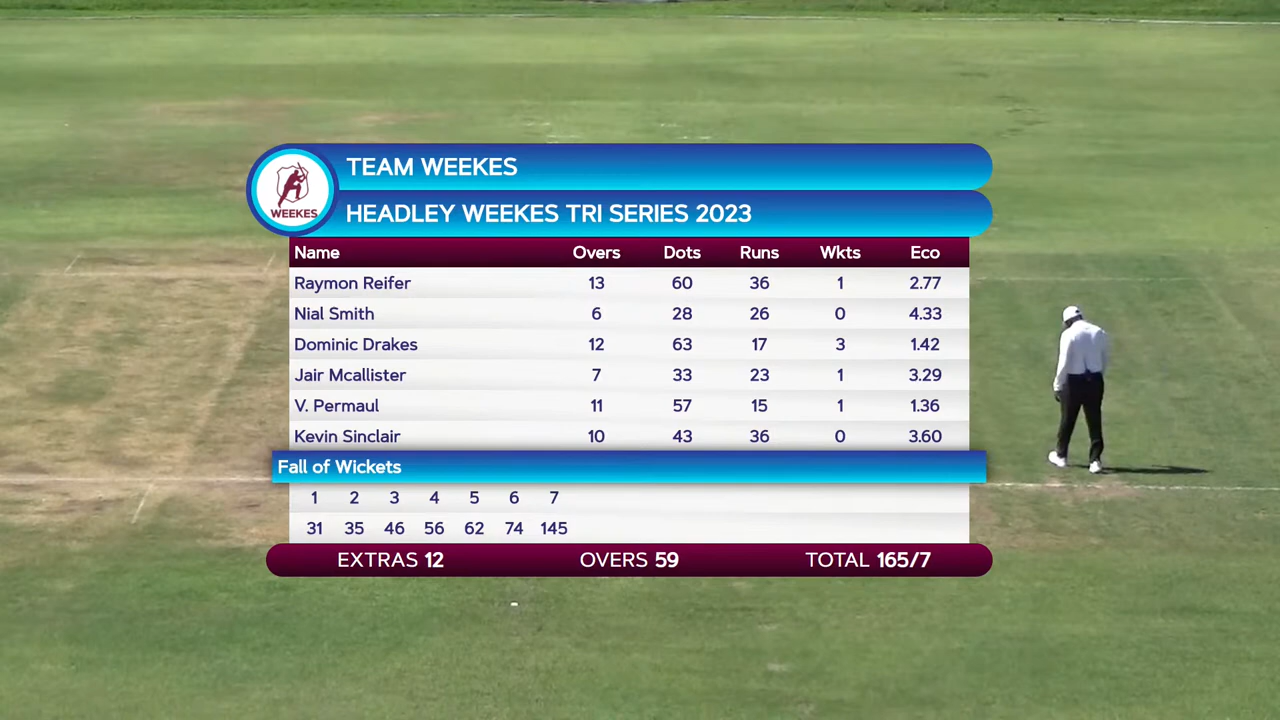 TEAM WEEKES
WEEKES
HEADLEY WEEKES TRI SERIES 2023
Name Overs Dots Runs Wkts Eco
Raymon Reifer 13 60 36 1 2.77
Nial Smith 6 28 26 0 4.33
Dominic Drakes 12 63 17 3 1.42
Jair Mcallister 7 33 23 1 3.29
V. Permaul 11 57 15 1 1.36
Kevin Sinclair 10 43 36 0 3.60
Fall of Wickets
1 2 3 4 5 6 7
31 35 46 56 62 74 145
EXTRAS 12 OVERS 59 TOTAL 165/7